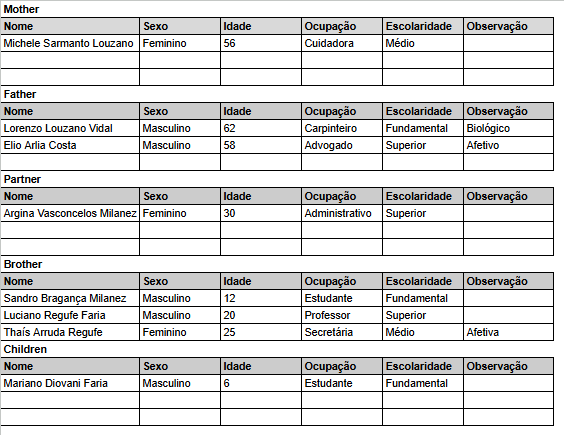 Mother
Nome Sexo Idade Ocupação Escolaridade Observação
Michele Sarmanto Louzano Feminino 56 Cuidadora Médio
Father
Nome Sexo Idade Ocupação Escolaridade Observação
Lorenzo Louzano Vidal Masculino 62 Carpinteiro Fundamental Biológico
Elio Arlia Costa Masculino 58 Advogado Superior Afetivo
Partner
Nome Sexo Idade Ocupação Escolaridade Observação
Argina Vasconcelos Milanez Feminino 30 Administrativo Superior
Brother
Nome Sexo Idade Ocupação Escolaridade Observação
Sandro Bragança Milanez Masculino 12 Estudante Fundamental
Luciano Regufe Faria Masculino 20 Professor Superior
Thaís Arruda Regufe Feminino 25 Secretária Médio Afetiva
Children
Nome Sexo Idade Ocupação Escolaridade Observação
Mariano Diovani Faria Masculino 6 Estudante Fundamental